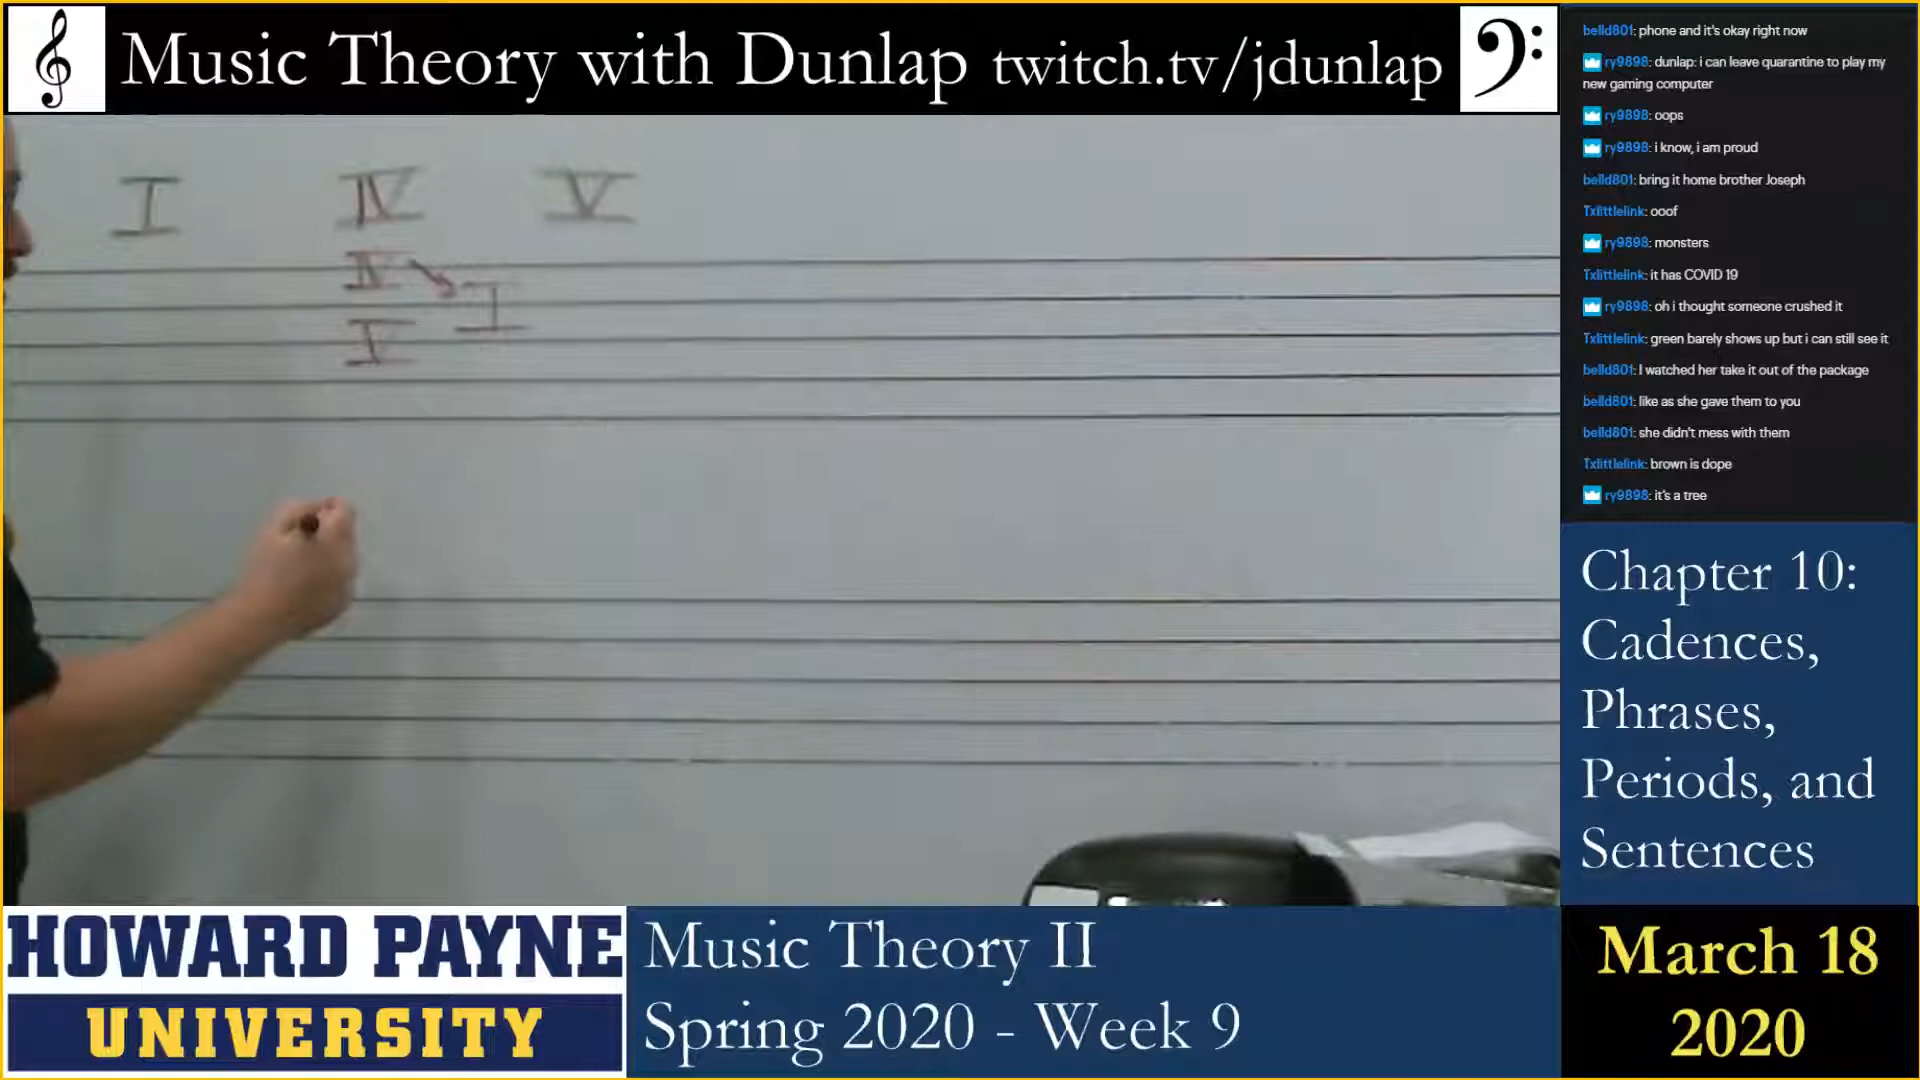 Music Theory with Dunlap twitch.tv/jdunlap
I IV V
IV
I
V
belld801: phone and it's okay right now
ry9898: dunlap: i can leave quarantine to play my
new gaming computer
ry9898: oops
ry9898: i know, i am proud
belld801: bring it home brother Joseph
Txlittlelink: ooof
ry9898: monsters
Txlittlelink: it has COVID 19
ry9898: oh i thought someone crushed it
Txlittlelink: green barely shows up but i can still see it
belld801: I watched her take it out of the package
belld801: like as she gave them to you
belld801: she didn't mess with them
Txlittlelink: brown is dope
ry9898: it's a tree
Chapter 10:
Cadences,
Phrases,
Periods, and
Sentences
HOWARD PAYNE
UNIVERSITY
Music Theory II
Spring 2020 - Week 9
March 18
2020